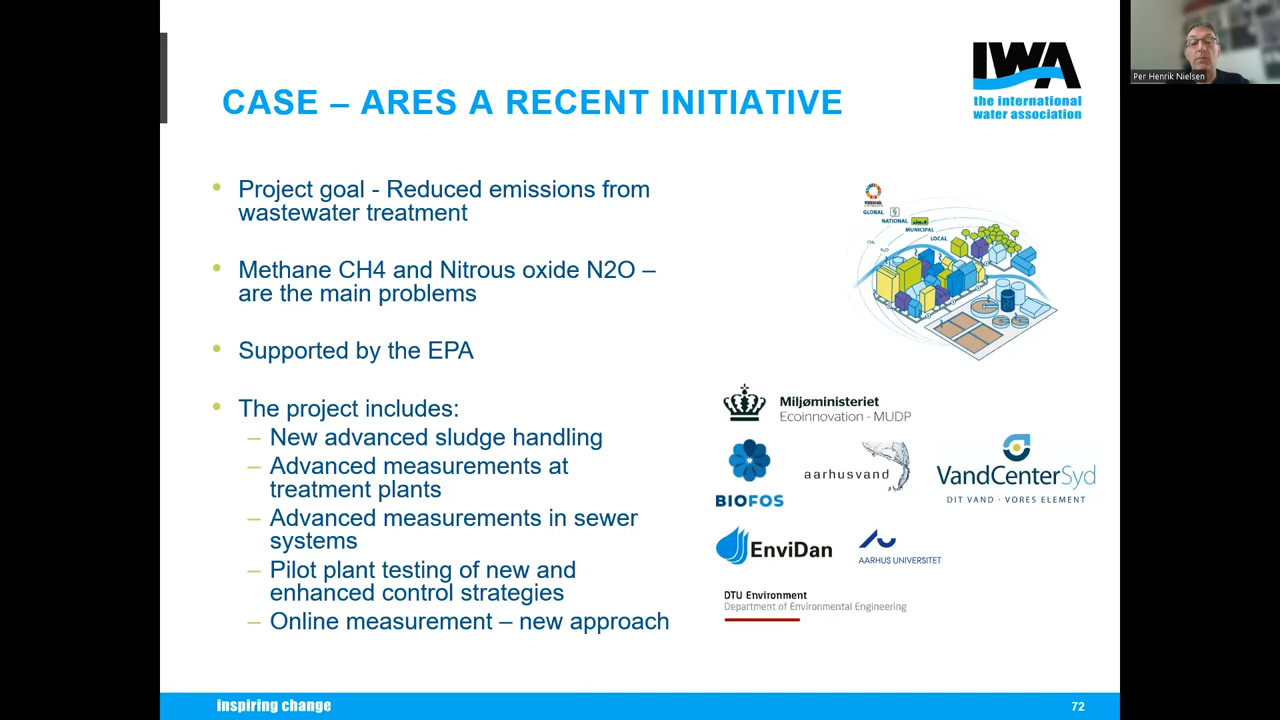 CASE – ARES A RECENT INITIATIVE
IWA
the international
water association
Per Henrik Nielsen
• Project goal - Reduced emissions from
wastewater treatment
• Methane CH4 and Nitrous oxide N2O –
are the main problems
• Supported by the EPA
• The project includes:
– New advanced sludge handling
– Advanced measurements at
treatment plants
– Advanced measurements in sewer
systems
– Pilot plant testing of new and
enhanced control strategies
– Online measurement – new approach
GLOBAL
NATIONAL
MUNICIPAL
LOCAL
Miljøministeriet
Ecoinnovation - MUDP
BIOFOS
aarhusvand
VandCenterSyd
DIT VAND · VORES ELEMENT
EnviDan
AARHUS UNIVERSITET
DTU Environment
Department of Environmental Engineering
inspiring change
72